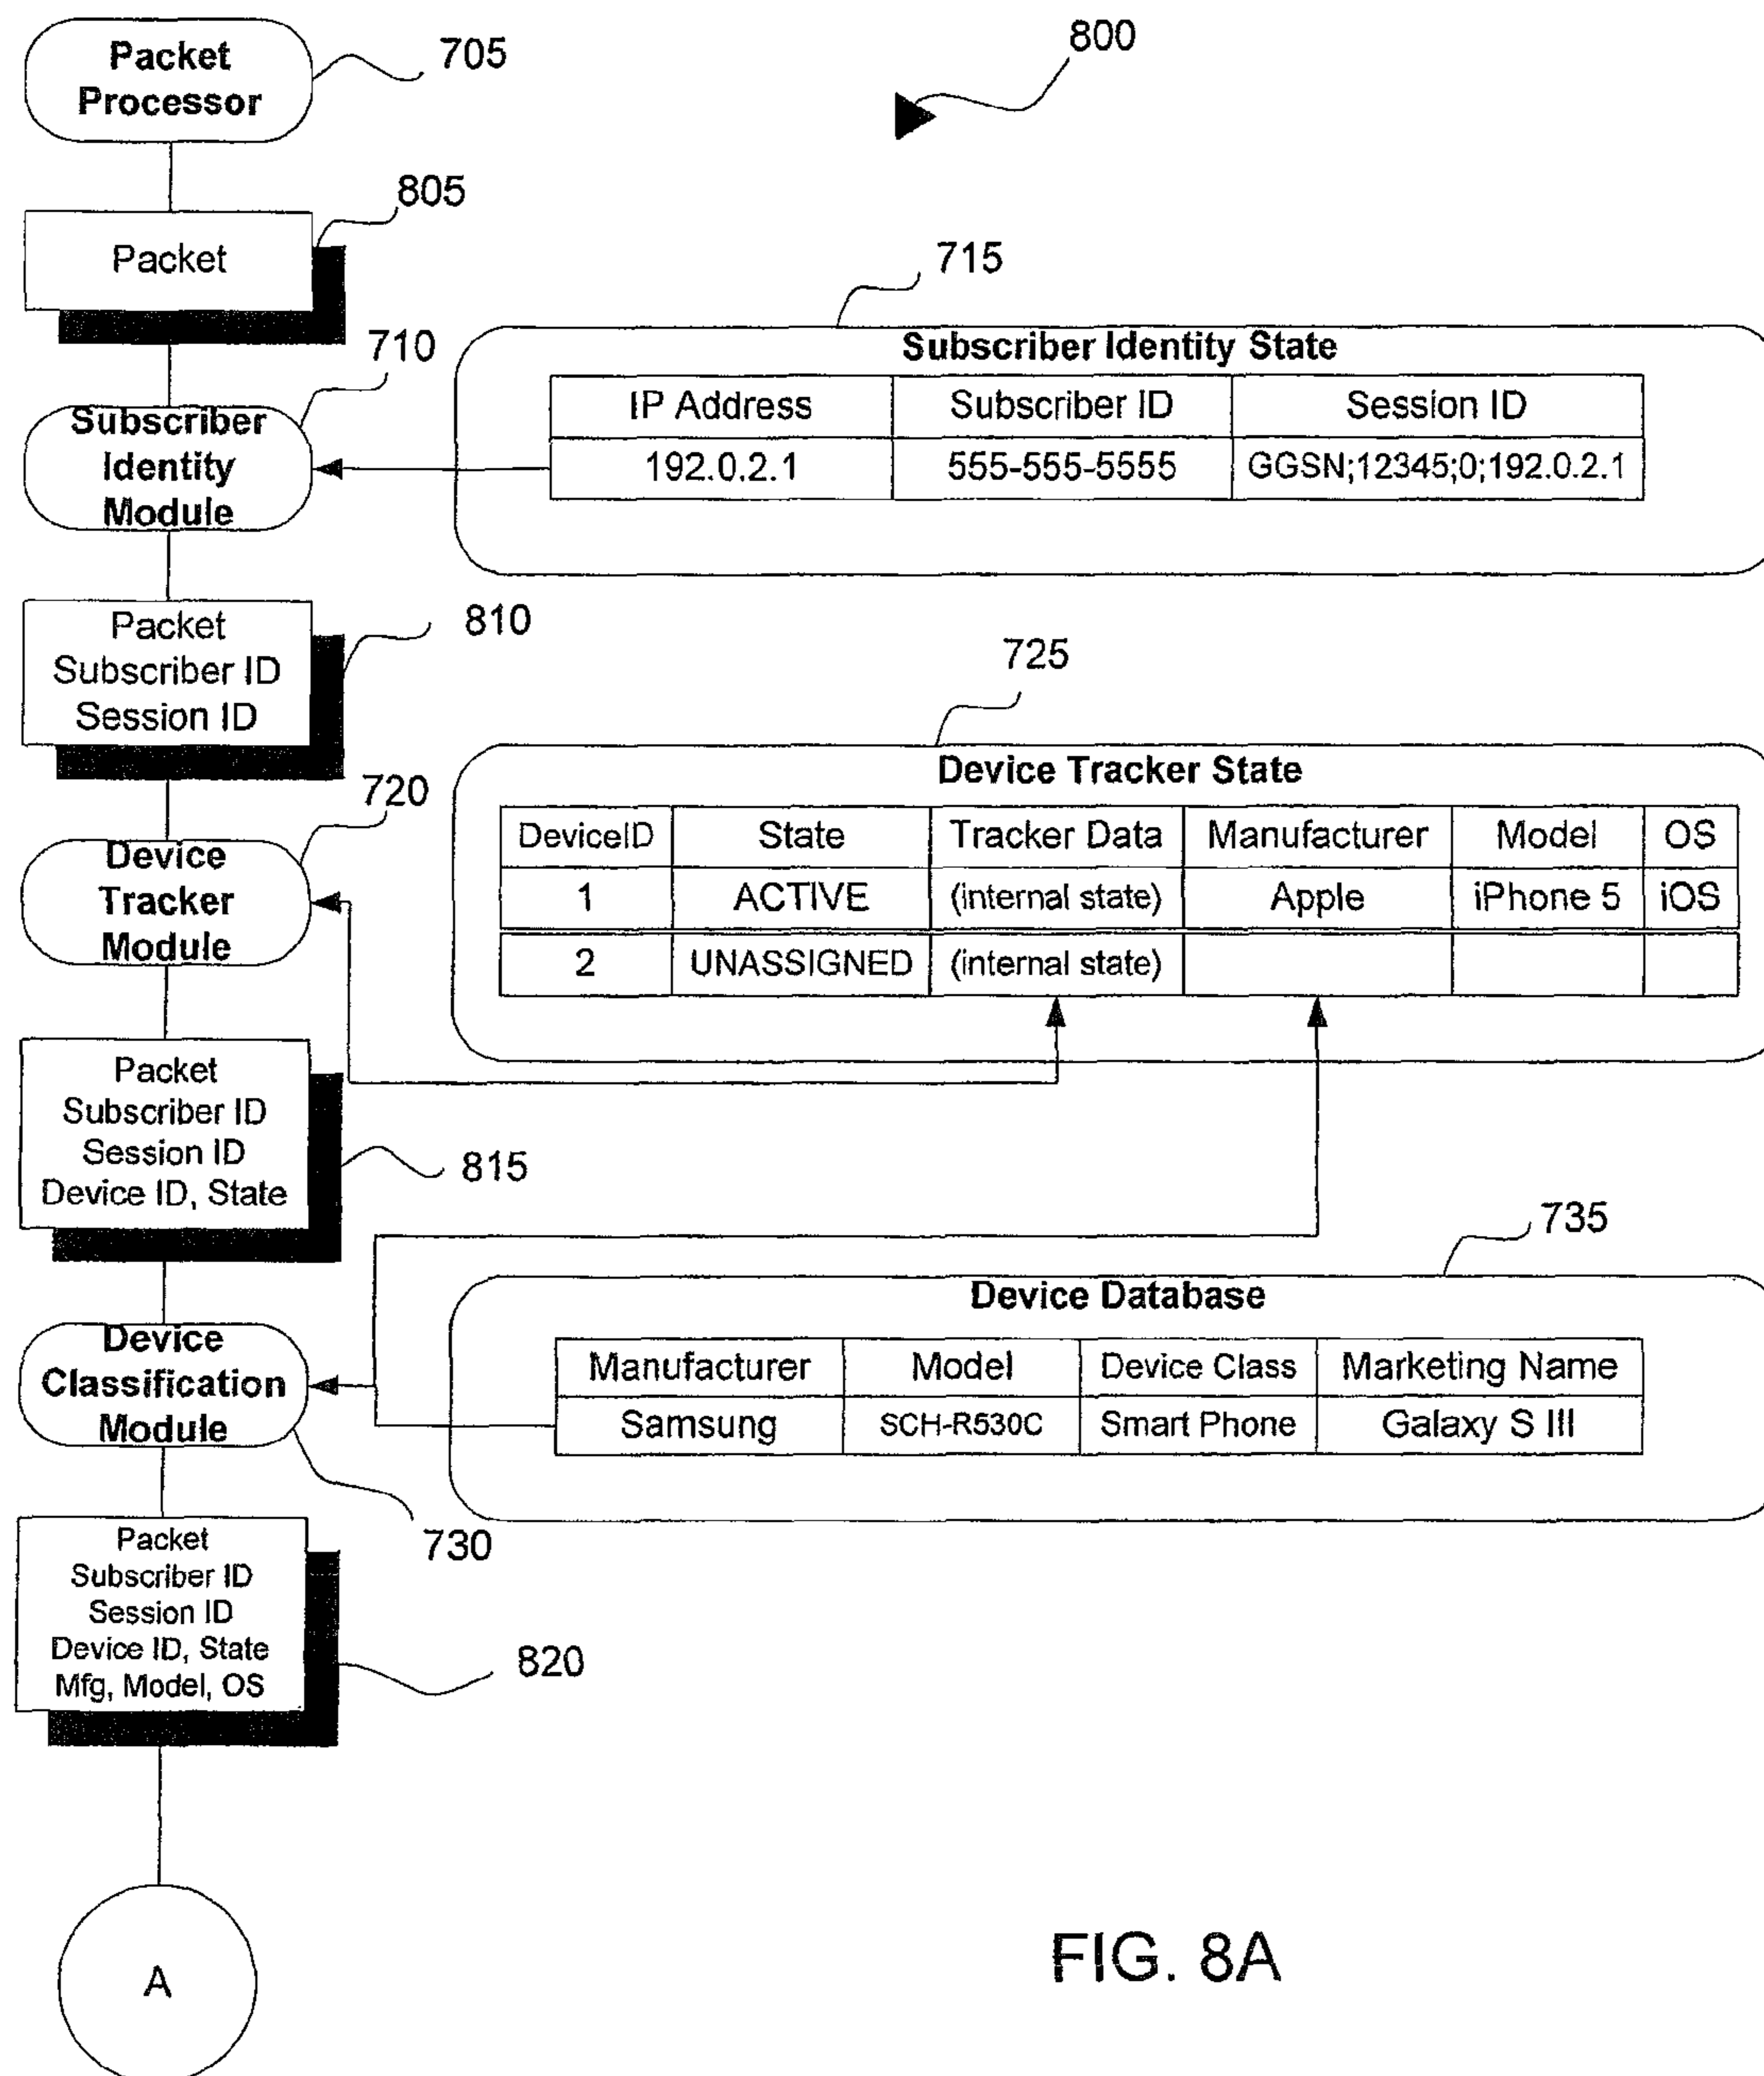 Packet
Processor
705
800
805
Packet
710
715
Subscriber
Identity
Module
Subscriber Identity State
IP Address Subscriber ID Session ID
192.0.2.1 555-555-5555 GGSN;12345;0;192.0.2.1
Packet
Subscriber ID
Session ID
810
720
725
Device
Tracker
Module
Device Tracker State
DeviceID State Tracker Data Manufacturer Model OS
1 ACTIVE (internal state) Apple iPhone 5 iOS
2 UNASSIGNED (internal state)
Packet
Subscriber ID
Session ID
Device ID, State
815
735
Device
Classification
Module
730
Device Database
Manufacturer Model Device Class Marketing Name
Samsung SCH-R530C Smart Phone Galaxy S III
Packet
Subscriber ID
Session ID
Device ID, State
Mfg, Model, OS
820
A
FIG. 8A